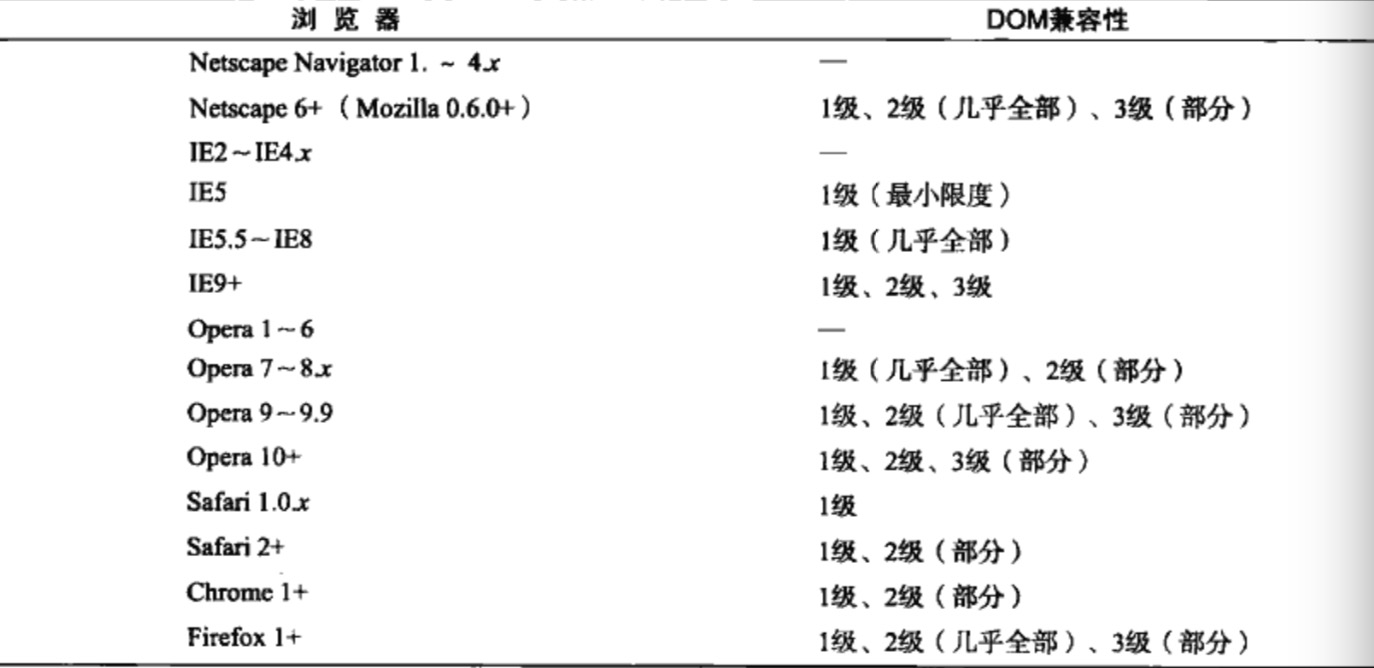 浏 览 器 DOM兼容性
Netscape Navigator 1. ~ 4.x —
Netscape 6+（Mozilla 0.6.0+） 1级、2级（几乎全部）、3级（部分）
IE2～IE4.x —
IE5 1级（最小限度）
IE5.5～IE8 1级（几乎全部）
IE9+ 1级、2级、3级
Opera 1～6 —
Opera 7～8.x 1级（几乎全部）、2级（部分）
Opera 9～9.9 1级、2级（几乎全部）、3级（部分）
Opera 10+ 1级、2级、3级（部分）
Safari 1.0.x 1级
Safari 2+ 1级、2级（部分）
Chrome 1+ 1级、2级（部分）
Firefox 1+ 1级、2级（几乎全部）、3级（部分）